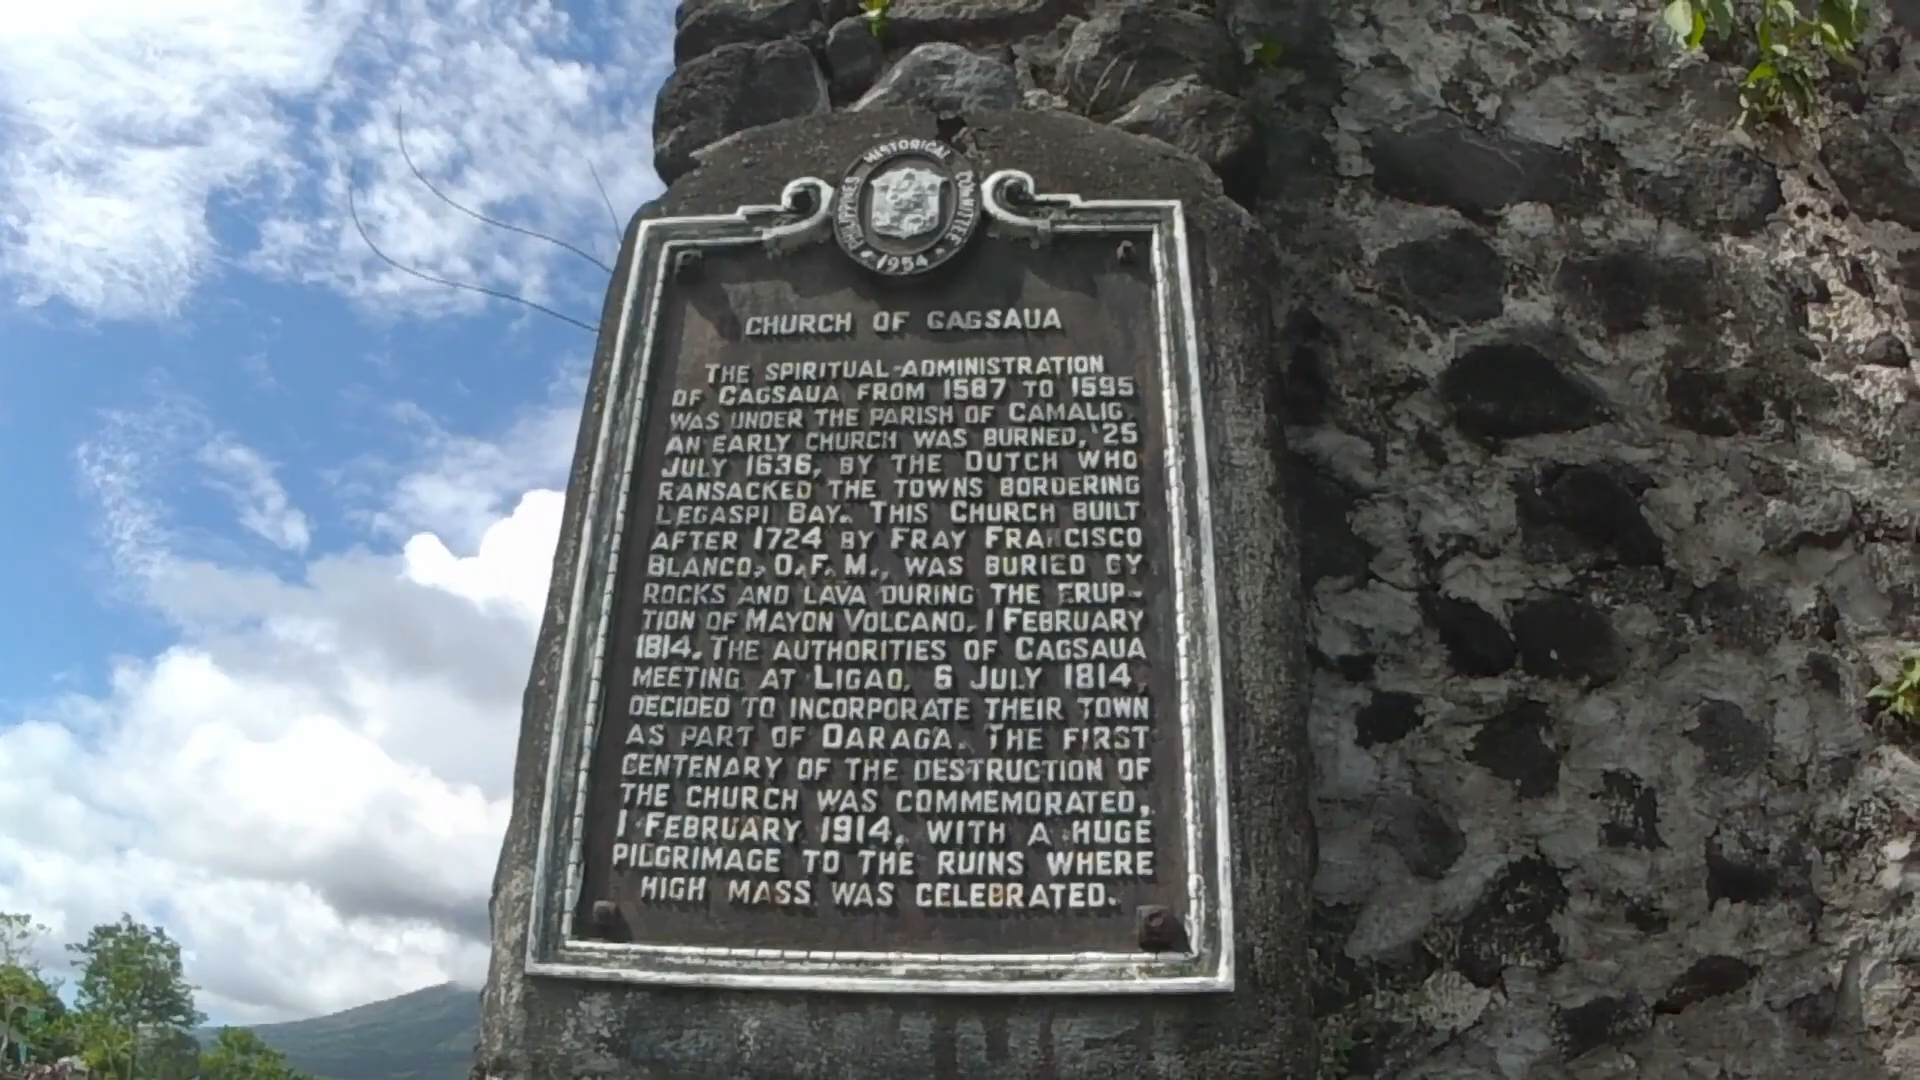 PHILIPPINES HISTORICAL COMMITTEE
1954
CHURCH OF CAGSAUA
THE SPIRITUAL-ADMINISTRATION
OF CAGSAUA FROM 1587 TO 1595
WAS UNDER THE PARISH OF CAMALIG.
AN EARLY CHURCH WAS BURNED, 25
JULY 1636, BY THE DUTCH WHO
RANSACKED THE TOWNS BORDERING
LEGASPI BAY. THIS CHURCH BUILT
AFTER 1724 BY FRAY FRANCISCO
BLANCO, O.F.M., WAS BURIED BY
ROCKS AND LAVA DURING THE ERUP-
TION OF MAYON VOLCANO, 1 FEBRUARY
1814. THE AUTHORITIES OF CAGSAUA
MEETING AT LIGAO, 6 JULY 1814,
DECIDED TO INCORPORATE THEIR TOWN
AS PART OF DARAGA. THE FIRST
CENTENARY OF THE DESTRUCTION OF
THE CHURCH WAS COMMEMORATED,
1 FEBRUARY 1914, WITH A HUGE
PILGRIMAGE TO THE RUINS WHERE
HIGH MASS WAS CELEBRATED.